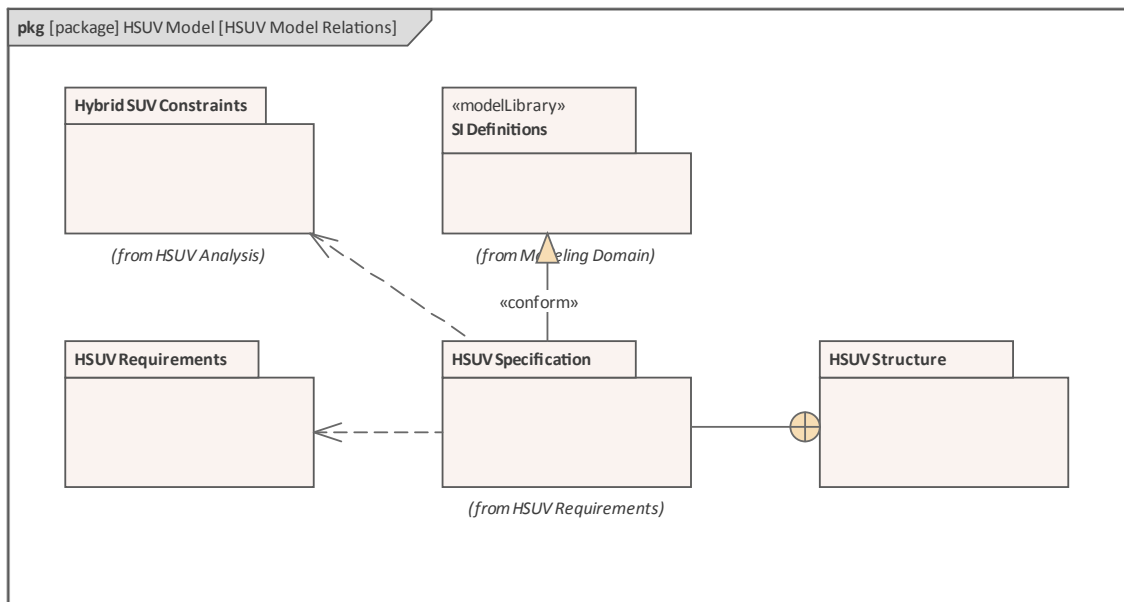 pkg [package] HSUV Model [HSUV Model Relations]
Hybrid SUV Constraints
«modelLibrary»
SI Definitions
(from HSUV Analysis)
(from Modeling Domain)
«conform»
HSUV Requirements
HSUV Specification
HSUV Structure
(from HSUV Requirements)